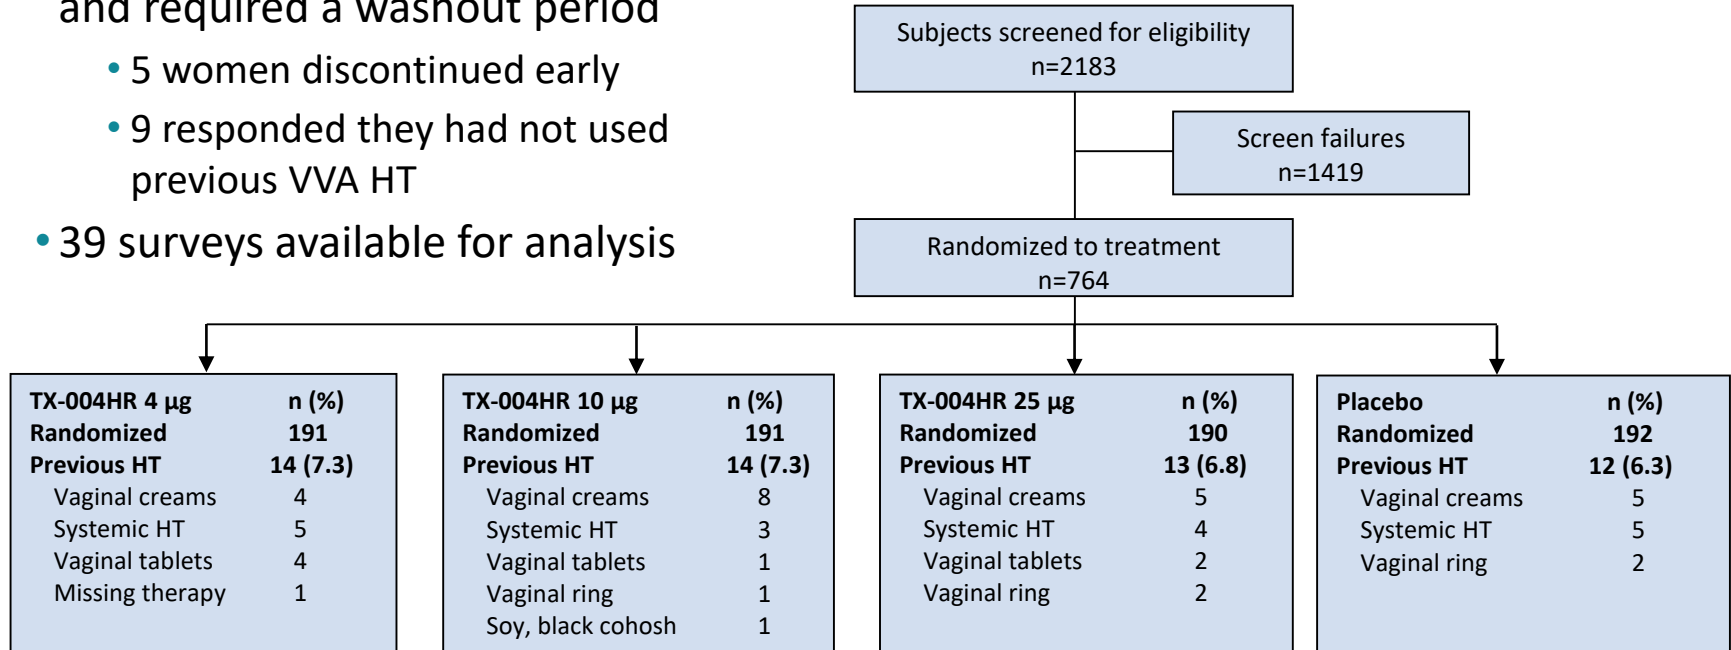 and required a washout period
• 5 women discontinued early
• 9 responded they had not used
previous VVA HT
• 39 surveys available for analysis
Subjects screened for eligibility
n=2183
Screen failures
n=1419
Randomized to treatment
n=764
TX-004HR 4 µg n (%)
Randomized 191
Previous HT 14 (7.3)
Vaginal creams 4
Systemic HT 5
Vaginal tablets 4
Missing therapy 1
TX-004HR 10 µg n (%)
Randomized 191
Previous HT 14 (7.3)
Vaginal creams 8
Systemic HT 3
Vaginal tablets 1
Vaginal ring 1
Soy, black cohosh 1
TX-004HR 25 µg n (%)
Randomized 190
Previous HT 13 (6.8)
Vaginal creams 5
Systemic HT 4
Vaginal tablets 2
Vaginal ring 2
Placebo n (%)
Randomized 192
Previous HT 12 (6.3)
Vaginal creams 5
Systemic HT 5
Vaginal ring 2